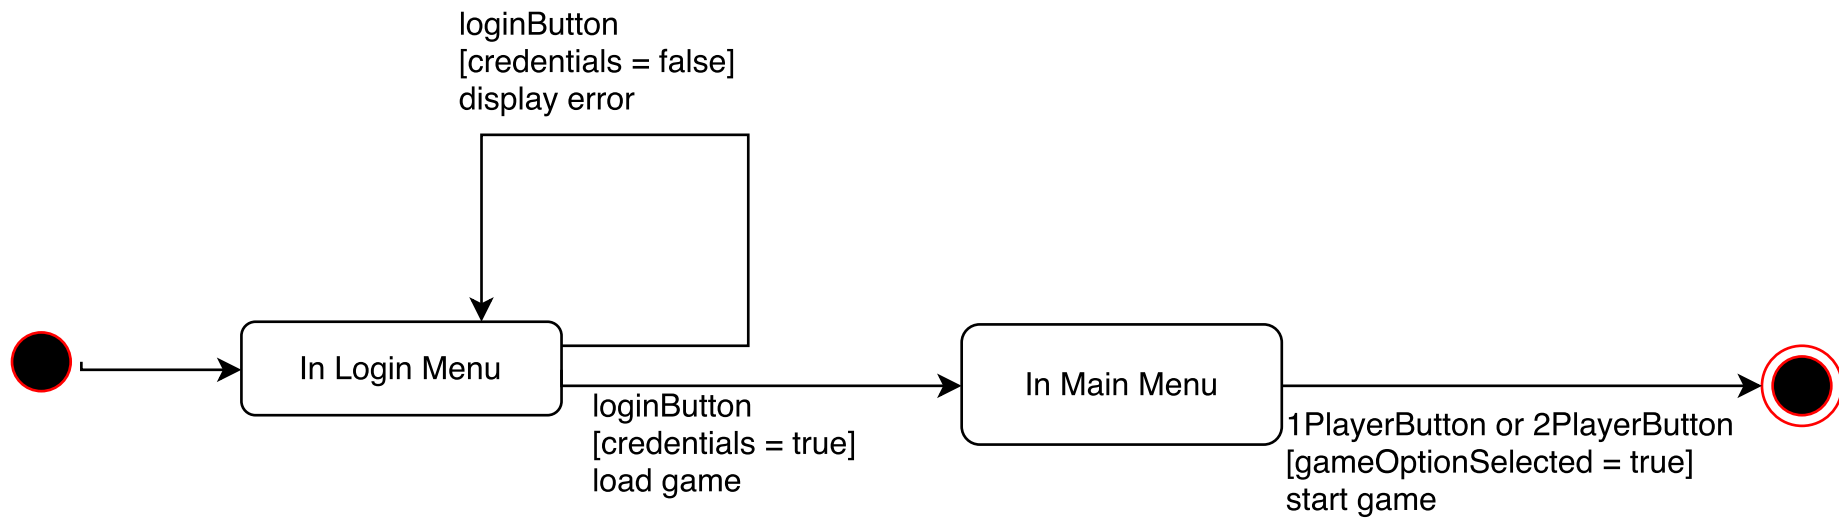 loginButton
[credentials = false]
display error
In Login Menu
loginButton
[credentials = true]
load game
In Main Menu
1PlayerButton or 2PlayerButton
[gameOptionSelected = true]
start game